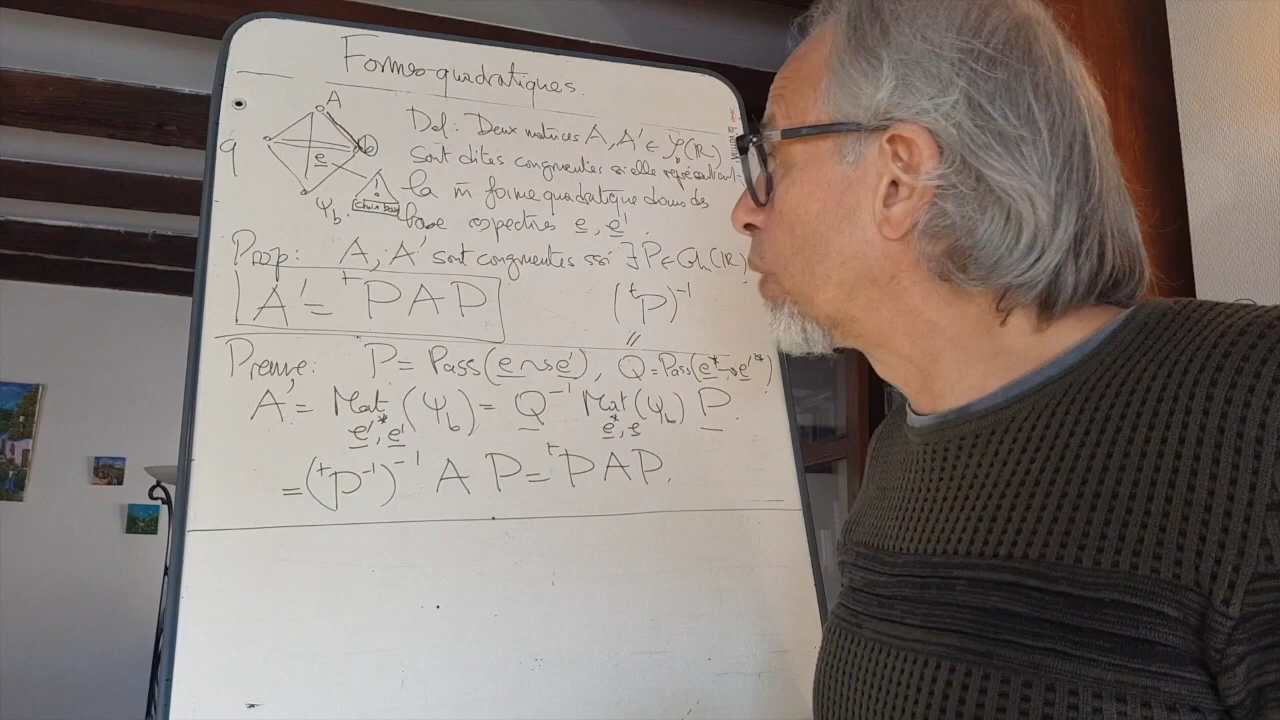 Formes quadratiques.
A
q
b
e
Ψb.
Def: Deux matrices A, A' ∈ (ℝ)
sont dites congruentes si elle représentent
la m̄ forme quadratique dans des
base respectives e, e'.
Prop: A, A' sont congruentes ssi ∃ P ∈ Gln(ℝ)
A' = ᵗPAP
(ᵗP)⁻¹
Preuve: P = Pass(e → e'), Q = Pass(e* → e'*)
A' = Mat e'*, e' (Ψb) = Q⁻¹ Mat e*, e (Ψb) P
= (ᵗP⁻¹)⁻¹ A P = ᵗPAP.